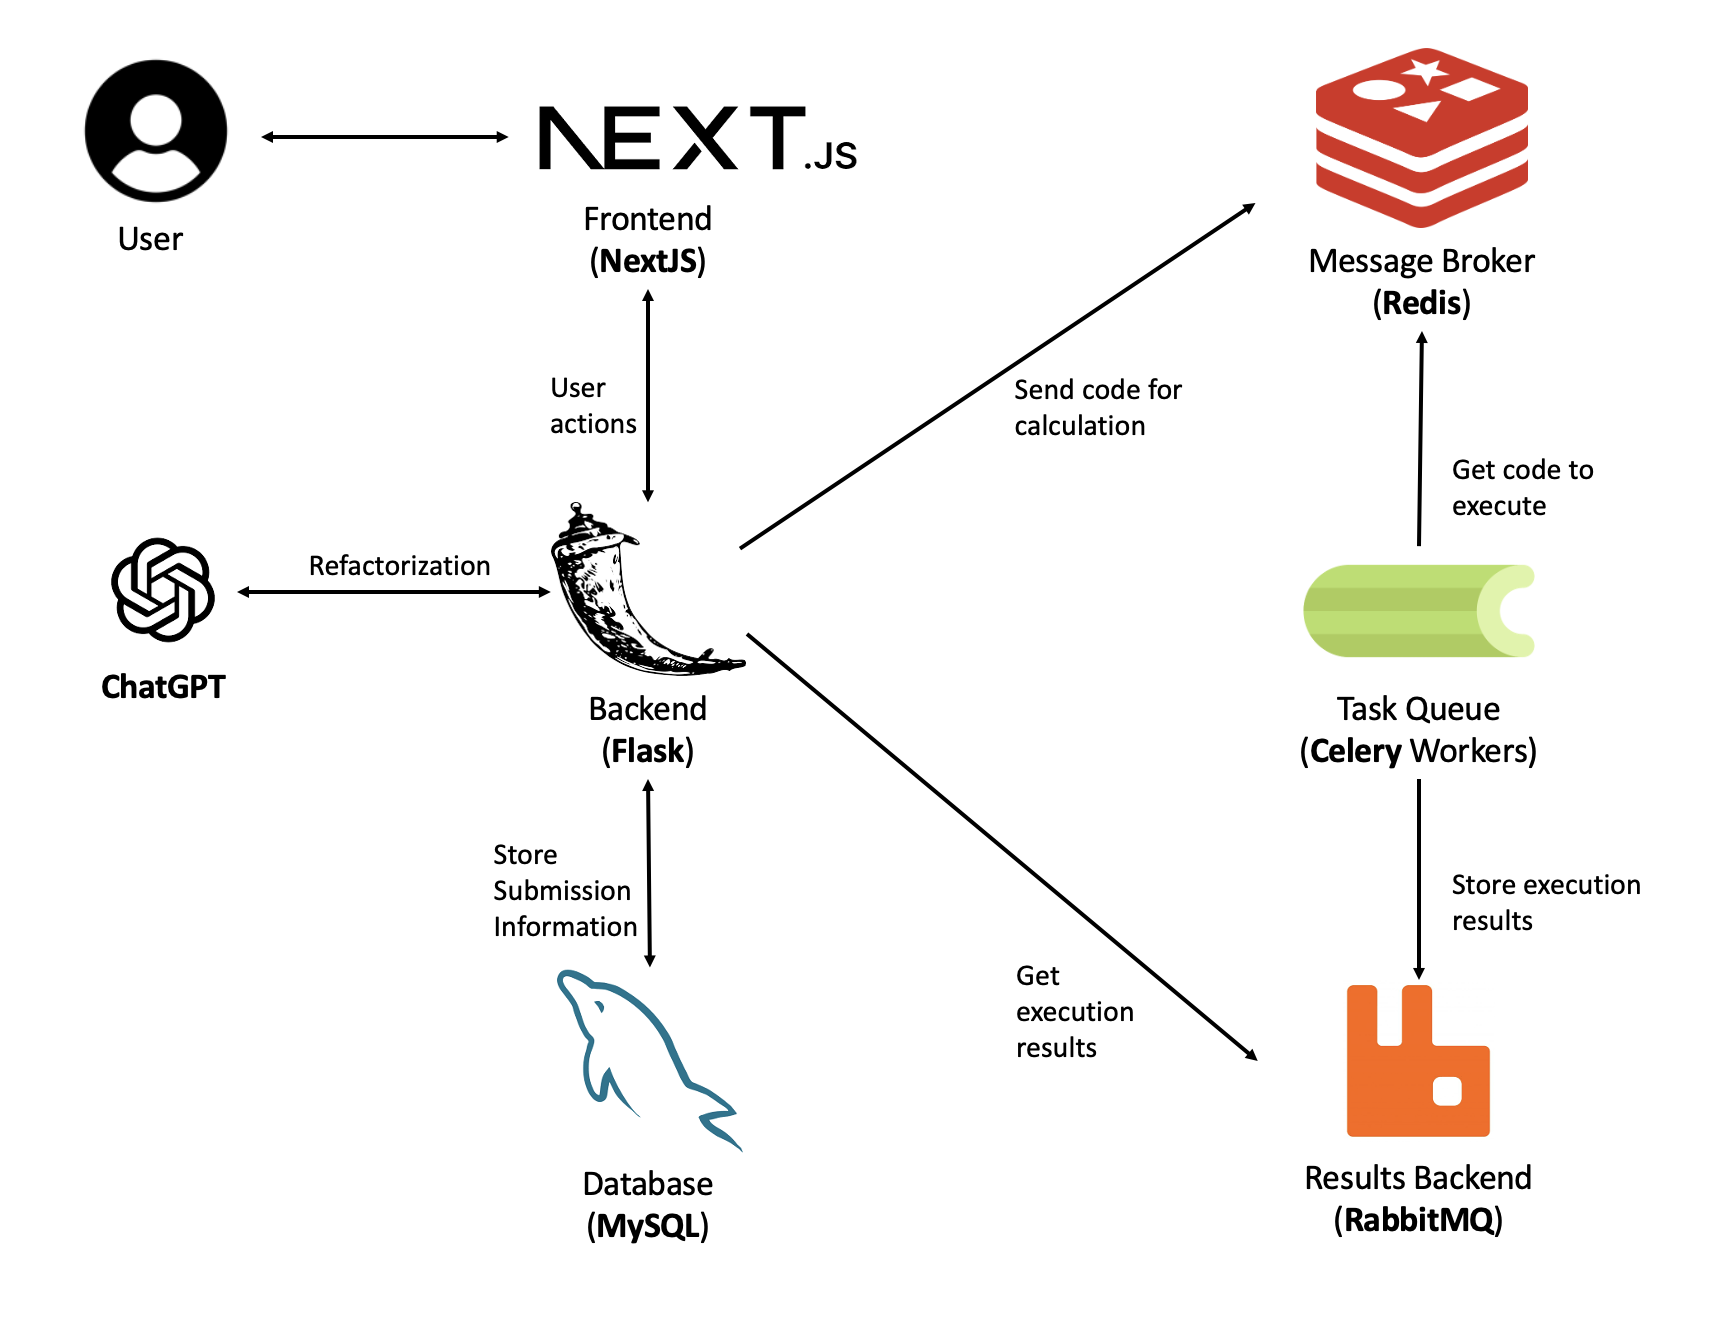 NEXT.JS
User
Frontend
(NextJS)
Message Broker
(Redis)
User
actions
Send code for
calculation
Get code to
execute
Refactorization
ChatGPT
Backend
(Flask)
Task Queue
(Celery Workers)
Store
Submission
Information
Store execution
results
Get
execution
results
Database
(MySQL)
Results Backend
(RabbitMQ)